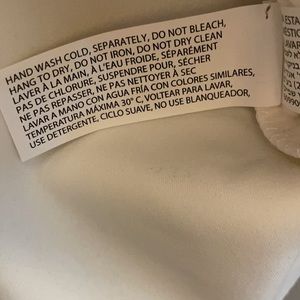 HAND WASH COLD, SEPARATELY, DO NOT BLEACH,
HANG TO DRY, DO NOT IRON, DO NOT DRY CLEAN
LAVER À LA MAIN, À L'EAU FROIDE, SÉPARÉMENT
PAS DE CHLORURE, SUSPENDRE POUR, SÉCHER
NE PAS REPASSER, NE PAS NETTOYER À SEC
LAVAR A MANO CON AGUA FRÍA CON COLORES SIMILARES,
TEMPERATURA MÁXIMA 30° C, VOLTEAR PARA LAVAR,
USE DETERGENTE, CICLO SUAVE, NO USE BLANQUEADOR,